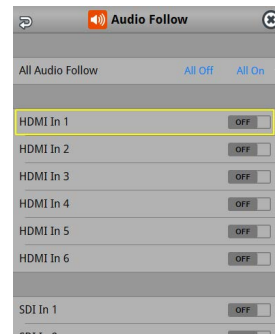 Audio Follow
All Audio Follow All Off All On
HDMI In 1 OFF
HDMI In 2 OFF
HDMI In 3 OFF
HDMI In 4 OFF
HDMI In 5 OFF
HDMI In 6 OFF
SDI In 1 OFF